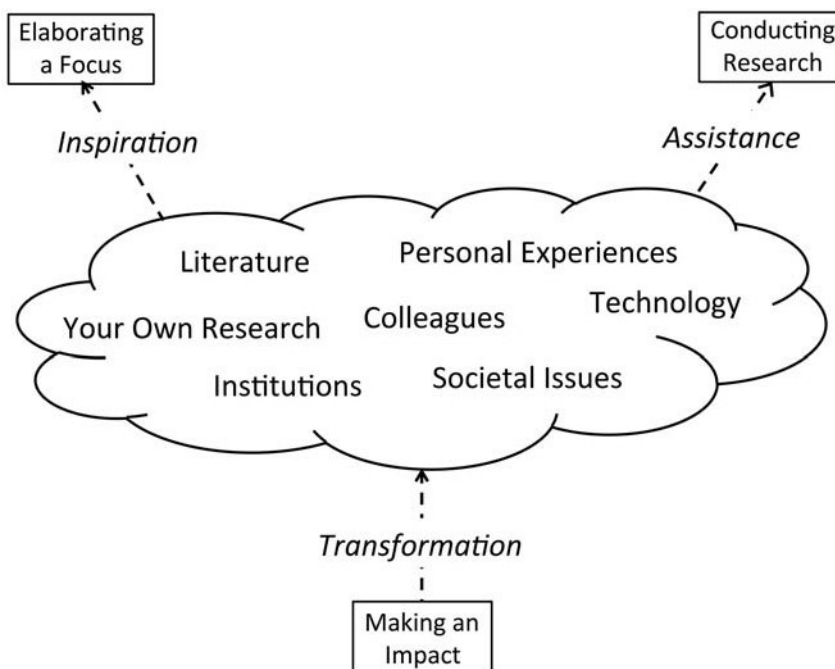 Elaborating
a Focus
Conducting
Research
Inspiration
Assistance
Literature
Personal Experiences
Technology
Your Own Research
Colleagues
Institutions
Societal Issues
Transformation
Making an
Impact